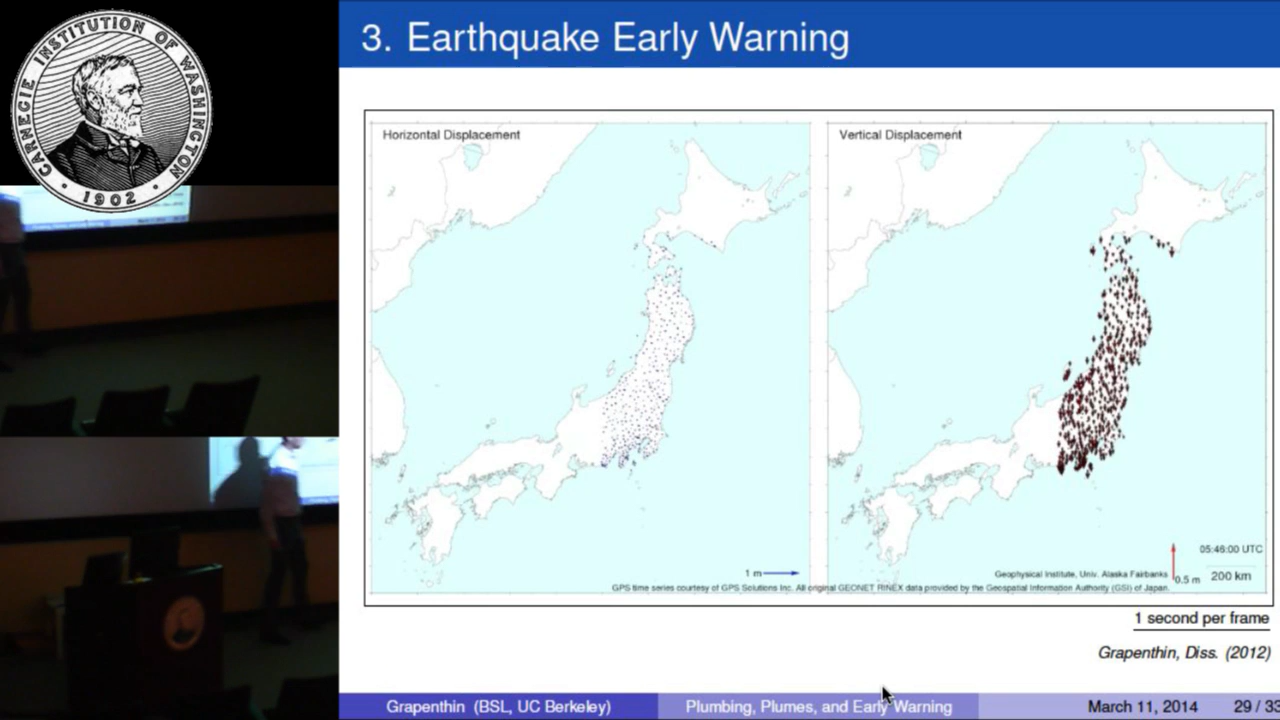 CARNEGIE INSTITUTION OF WASHINGTON
· 1902 ·
3. Earthquake Early Warning
Horizontal Displacement
Vertical Displacement
05:46:00 UTC
1 m
Geophysical Institute, Univ. Alaska Fairbanks
0.5 m
200 km
GPS time series courtesy of GPS Solutions Inc. All original GEONET RINEX data provided by the Geospatial Information Authority (GSI) of Japan.
1 second per frame
Grapenthin, Diss. (2012)
Grapenthin (BSL, UC Berkeley)
Plumbing, Plumes, and Early Warning
March 11, 2014
29 / 33